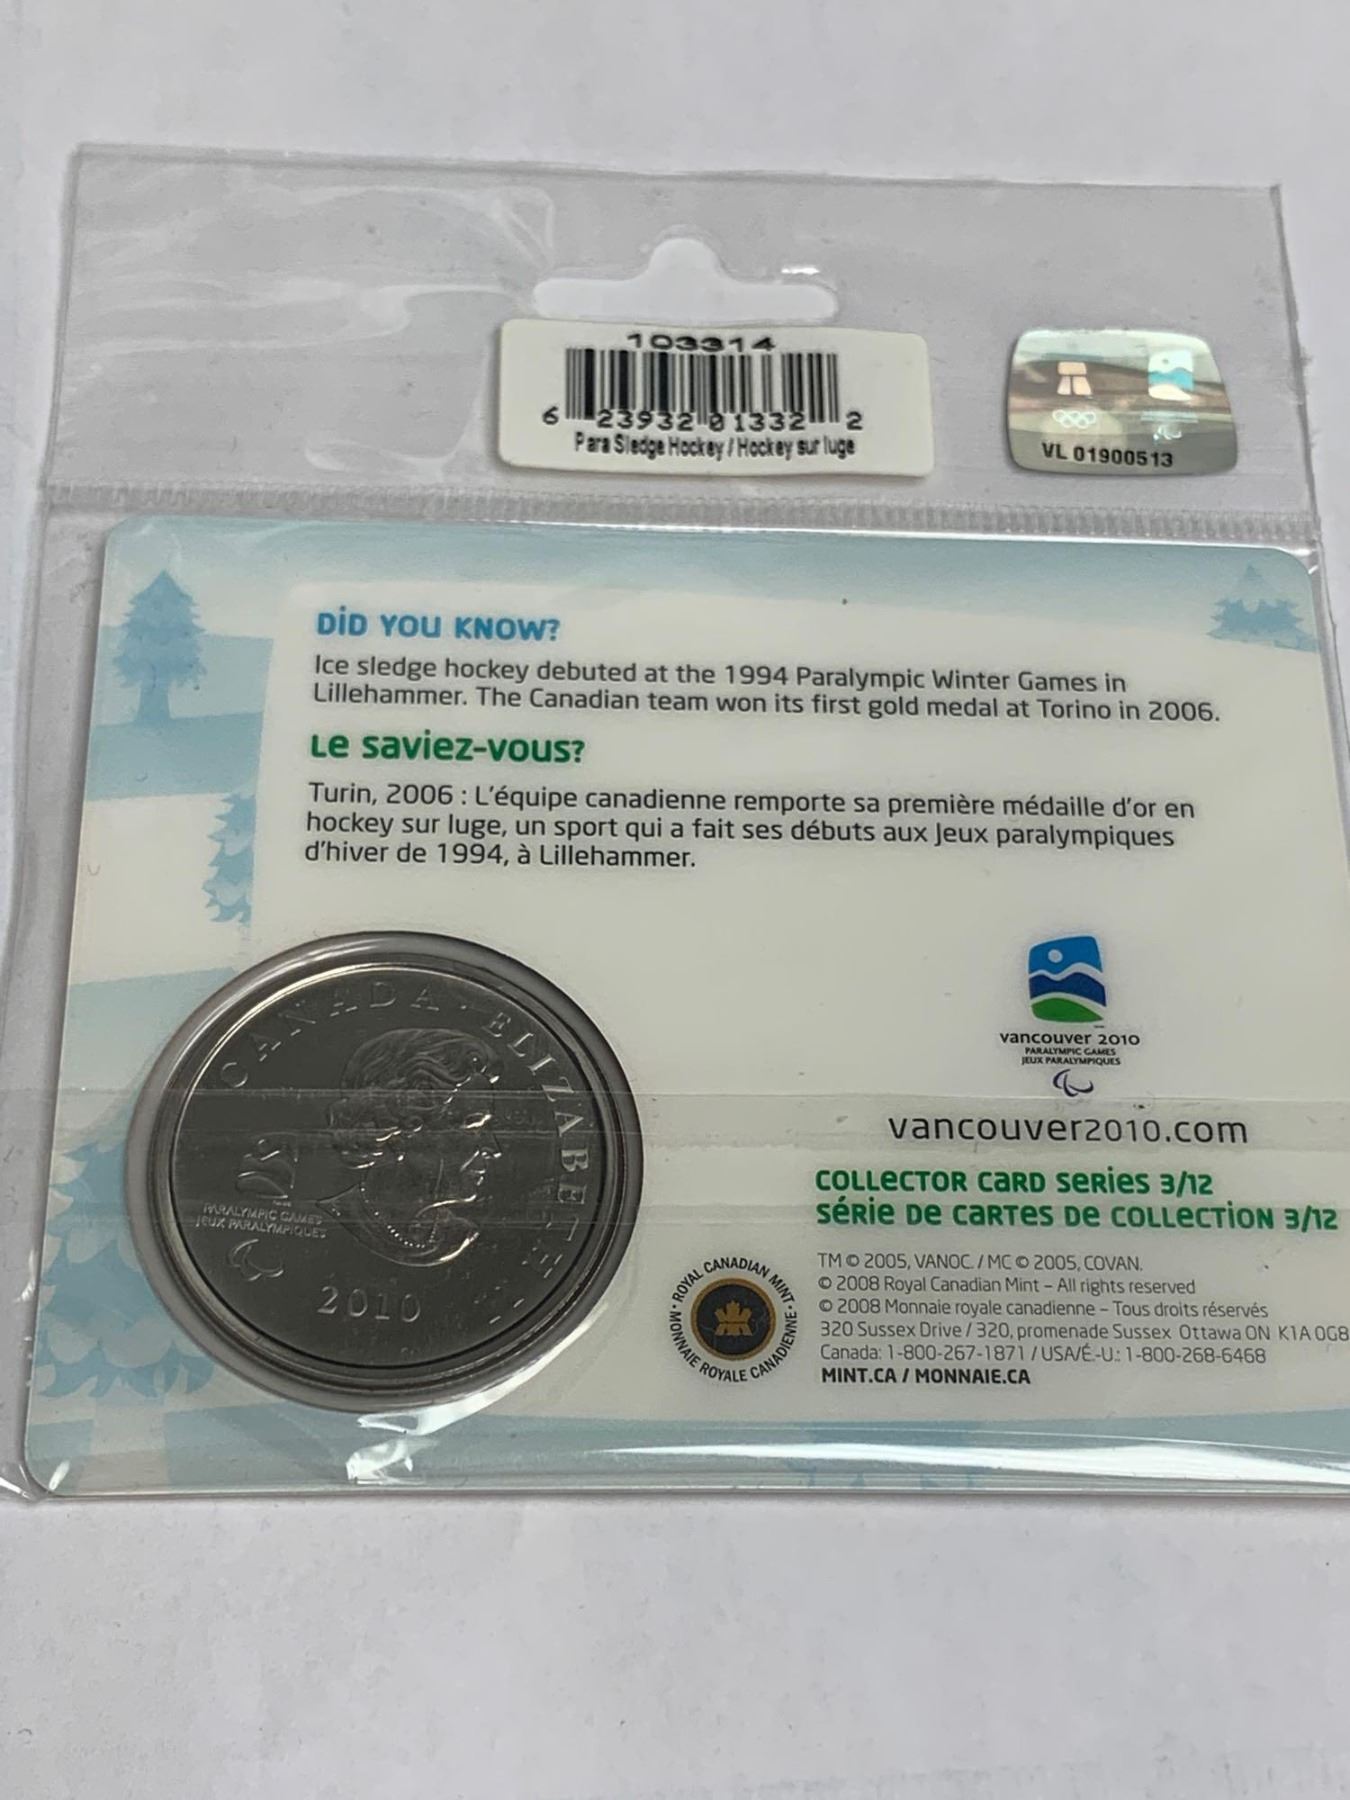 103314
6 23932 01332 2
Para Sledge Hockey / Hockey sur luge
VL 01900513
DiD YOU KNOW?
Ice sledge hockey debuted at the 1994 Paralympic Winter Games in
Lillehammer. The Canadian team won its first gold medal at Torino in 2006.
Le saviez-vous?
Turin, 2006 : L'équipe canadienne remporte sa première médaille d'or en
hockey sur luge, un sport qui a fait ses débuts aux Jeux paralympiques
d'hiver de 1994, à Lillehammer.
CANADA · ELIZABETH II
PARALYMPIC GAMES
JEUX PARALYMPIQUES
2010
vancouver 2010
PARALYMPIC GAMES
JEUX PARALYMPIQUES
vancouver2010.com
COLLECTOR CARD SERIES 3/12
SÉRIE DE CARTES DE COLLECTION 3/12
ROYAL CANADIAN MINT · MONNAIE ROYALE CANADIENNE ·
TM © 2005, VANOC. / MC © 2005, COVAN.
© 2008 Royal Canadian Mint – All rights reserved
© 2008 Monnaie royale canadienne – Tous droits réservés
320 Sussex Drive / 320, promenade Sussex Ottawa ON K1A 0G8
Canada: 1-800-267-1871 / USA/É.-U.: 1-800-268-6468
MINT.CA / MONNAIE.CA